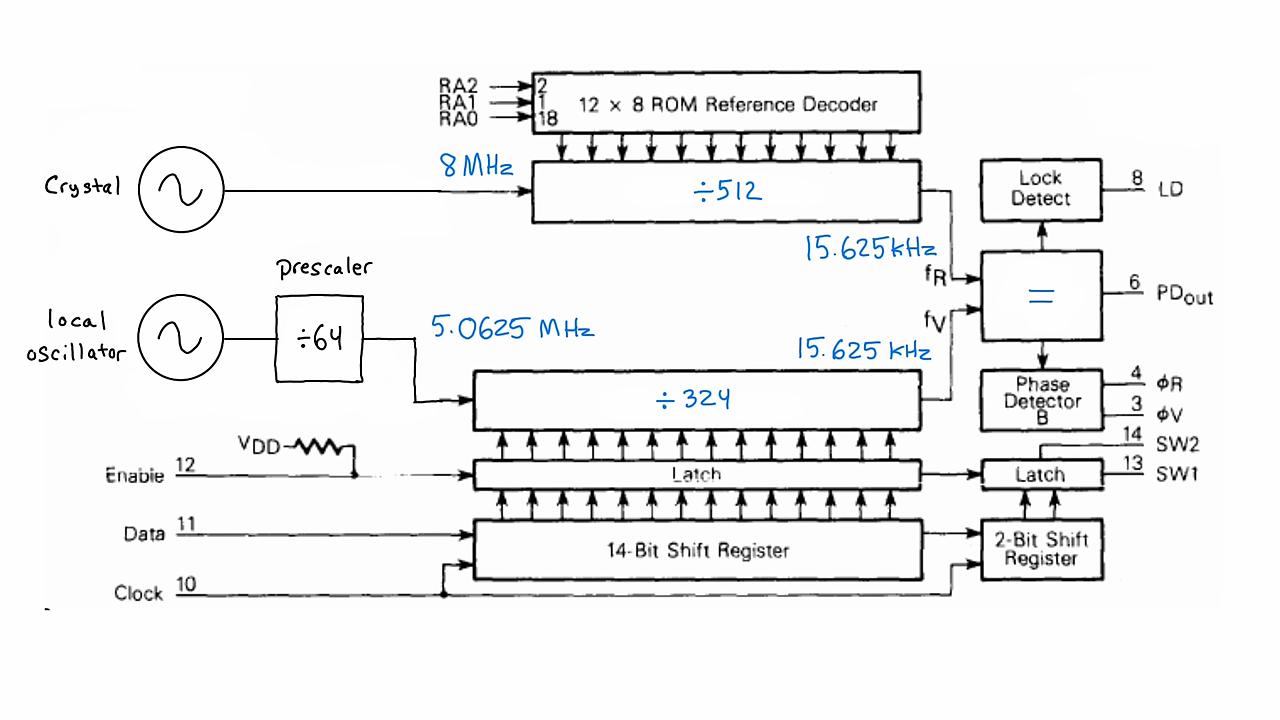 RA2
RA1
RA0
2
1
18
12 × 8 ROM Reference Decoder
Crystal
8 MHz
÷512
Lock
Detect
8
LD
15.625kHz
fR
prescaler
=
6
PDout
local
oscillator
÷64
5.0625 MHz
fV
15.625 kHz
÷ 324
Phase
Detector
B
4
ϕR
3
ϕV
VDD
14
SW2
Enable
12
Latch
Latch
13
SW1
Data
11
14-Bit Shift Register
2-Bit Shift
Register
Clock
10